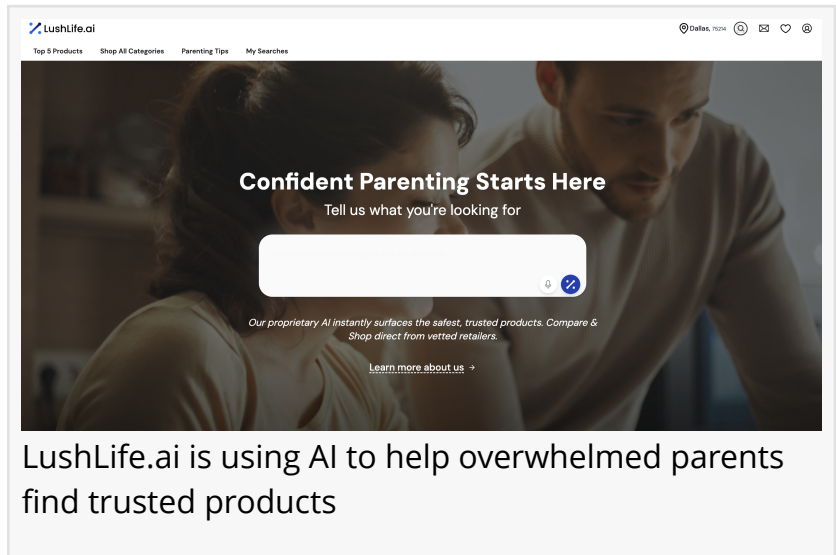 LushLife.ai
Dallas, 75214
Top 5 Products Shop All Categories Parenting Tips My Searches
Confident Parenting Starts Here
Tell us what you're looking for
Our proprietary AI instantly surfaces the safest, trusted products. Compare &
Shop direct from vetted retailers.
Learn more about us →
LushLife.ai is using AI to help overwhelmed parents
find trusted products